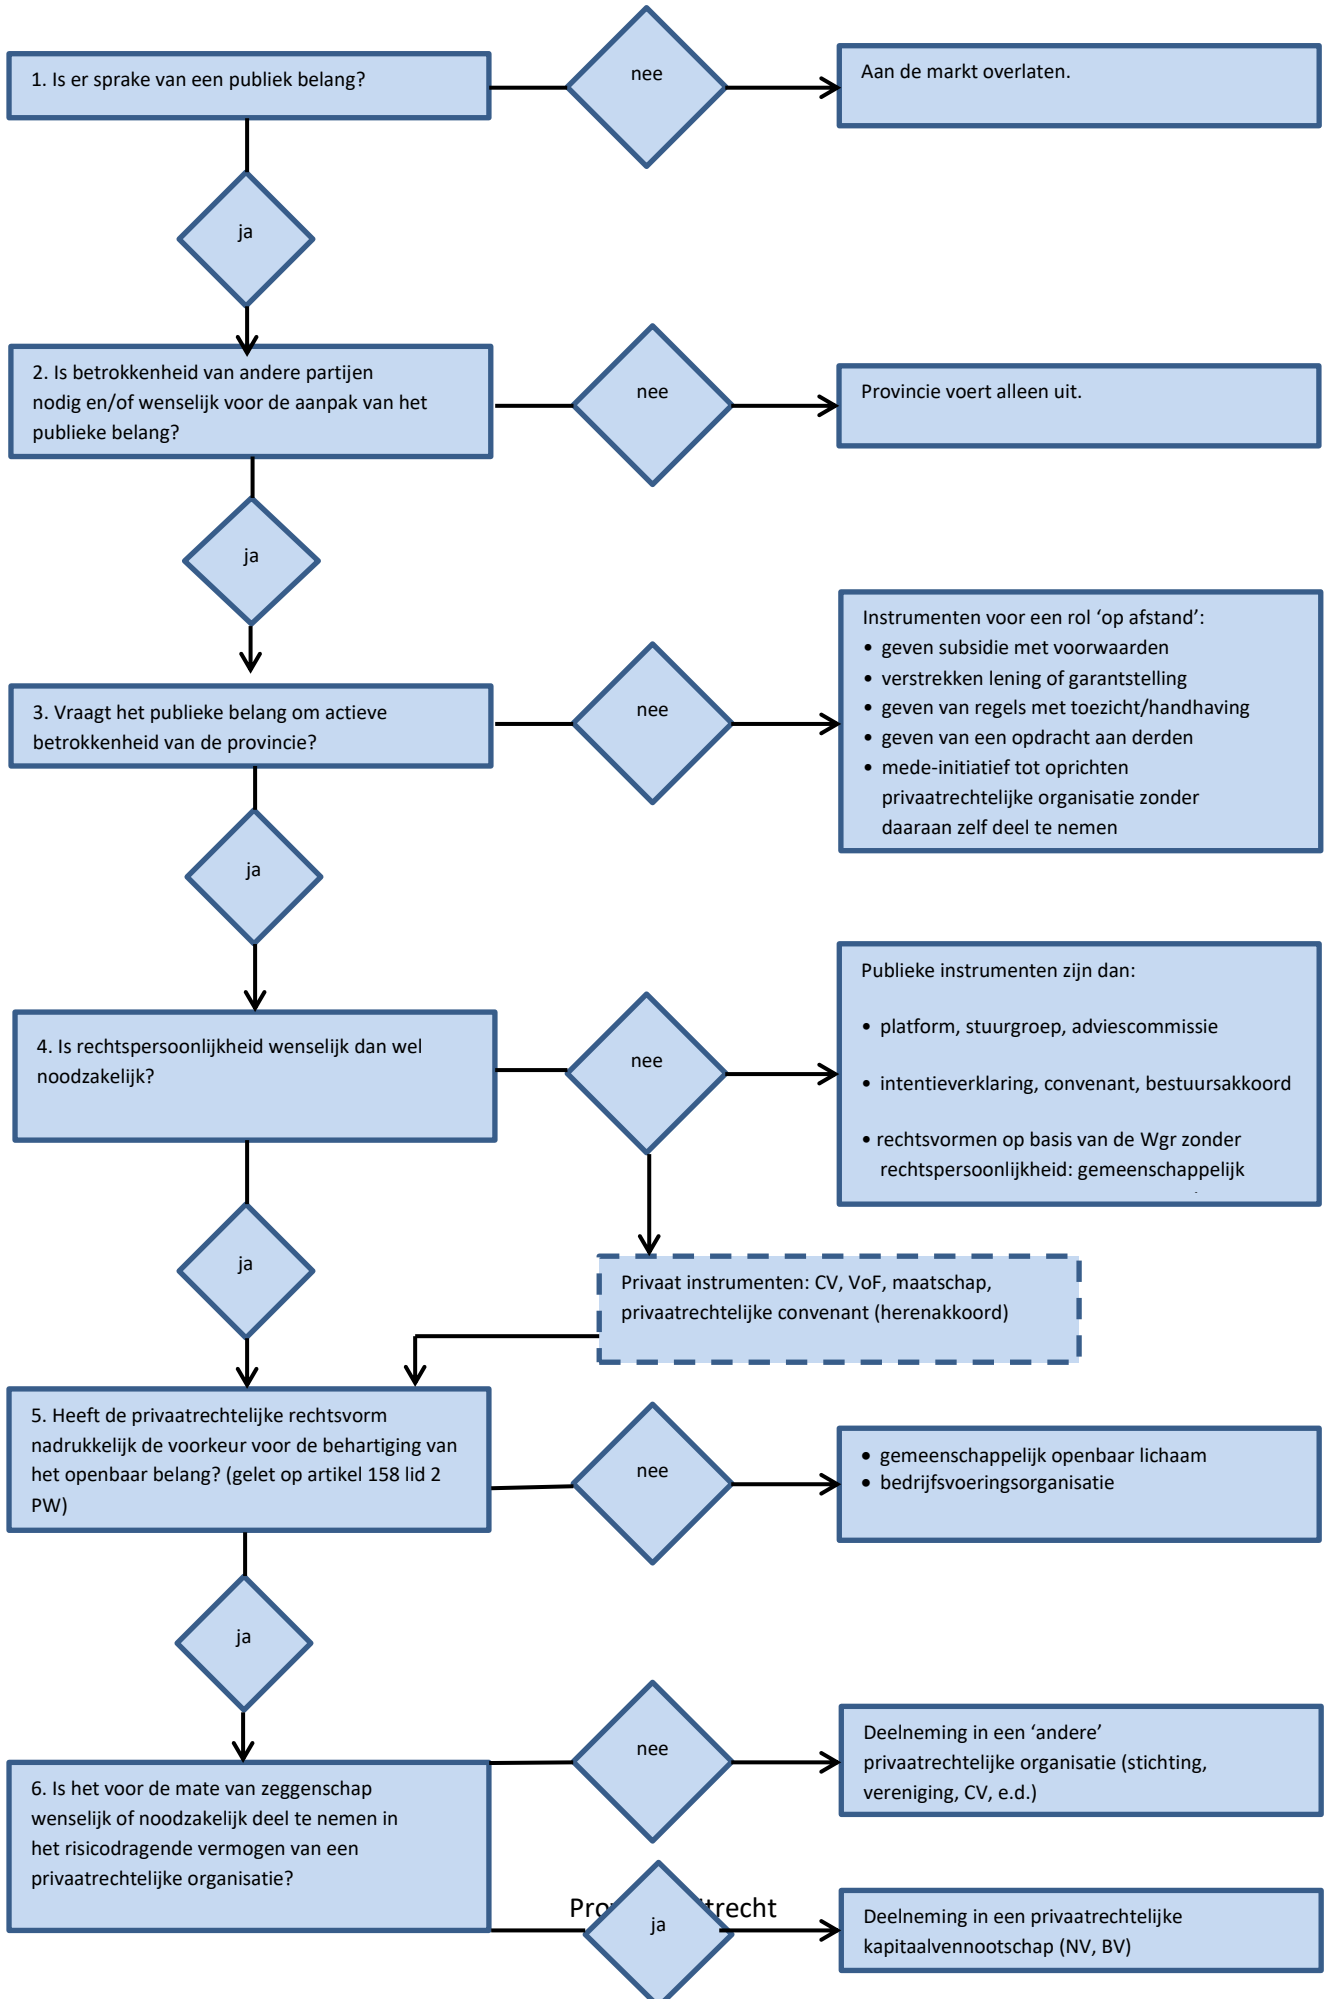 1. Is er sprake van een publiek belang?
nee
Aan de markt overlaten.
ja
2. Is betrokkenheid van andere partijen
nodig en/of wenselijk voor de aanpak van het
publieke belang?
nee
Provincie voert alleen uit.
ja
3. Vraagt het publieke belang om actieve
betrokkenheid van de provincie?
nee
Instrumenten voor een rol ‘op afstand’:
• geven subsidie met voorwaarden
• verstrekken lening of garantstelling
• geven van regels met toezicht/handhaving
• geven van een opdracht aan derden
• mede-initiatief tot oprichten
privaatrechtelijke organisatie zonder
daaraan zelf deel te nemen
ja
4. Is rechtspersoonlijkheid wenselijk dan wel
noodzakelijk?
nee
Publieke instrumenten zijn dan:
• platform, stuurgroep, adviescommissie
• intentieverklaring, convenant, bestuursakkoord
• rechtsvormen op basis van de Wgr zonder
rechtspersoonlijkheid: gemeenschappelijk
ja
Privaat instrumenten: CV, VoF, maatschap,
privaatrechtelijke convenant (herenakkoord)
5. Heeft de privaatrechtelijke rechtsvorm
nadrukkelijk de voorkeur voor de behartiging van
het openbaar belang? (gelet op artikel 158 lid 2
PW)
nee
• gemeenschappelijk openbaar lichaam
• bedrijfsvoeringsorganisatie
ja
6. Is het voor de mate van zeggenschap
wenselijk of noodzakelijk deel te nemen in
het risicodragende vermogen van een
privaatrechtelijke organisatie?
nee
Deelneming in een ‘andere’
privaatrechtelijke organisatie (stichting,
vereniging, CV, e.d.)
ja
Deelneming in een privaatrechtelijke
kapitaalvennootschap (NV, BV)